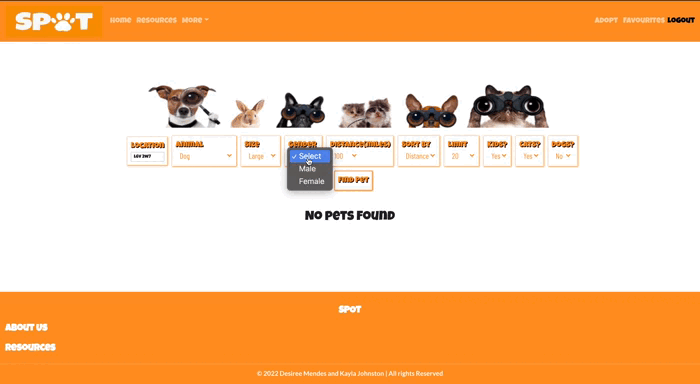 SPOT
Home Resources More
Adopt Favourites Logout
Location Animal Size Gender Distance(miles) Sort By Limit Kids? Cats? Dogs?
L6V 2W7 Dog Large 100 Distance 20 Yes Yes No
✓ Select
Male
Female
Find Pet
No Pets Found
Spot
About Us
Resources
© 2022 Desiree Mendes and Kayla Johnston | All rights Reserved